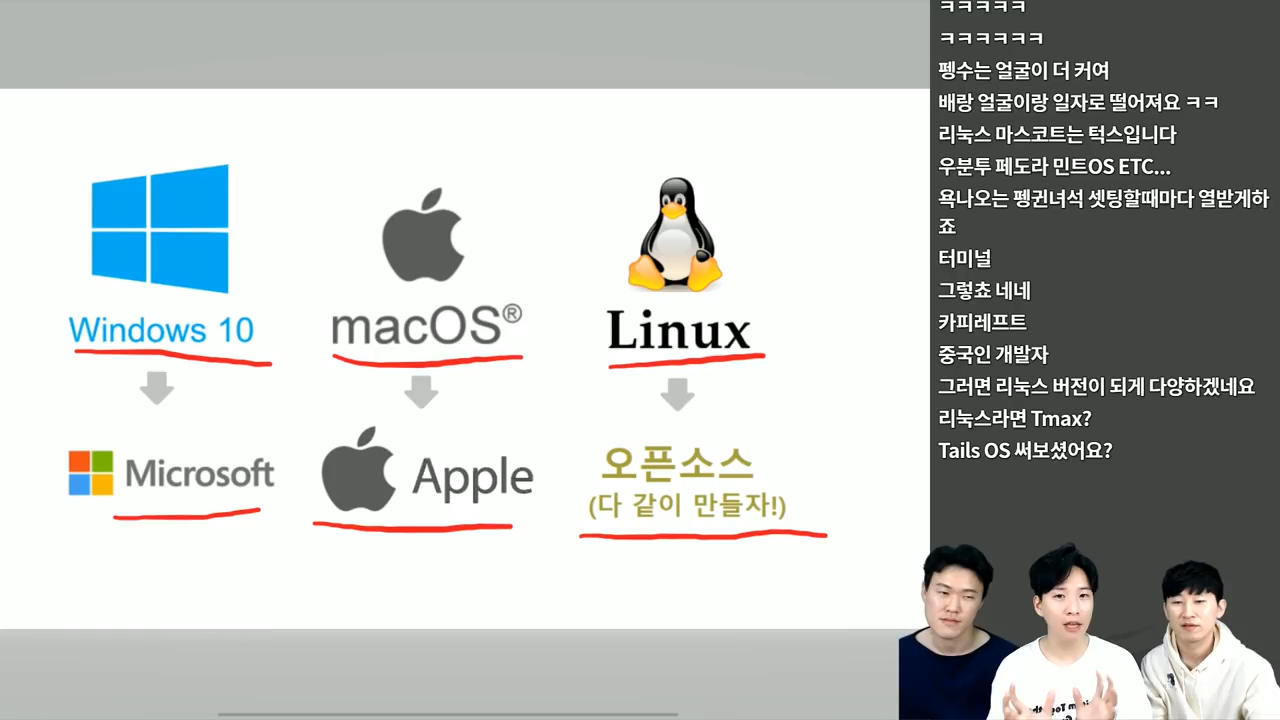 Windows 10
macOS®
Linux
Microsoft
Apple
오픈소스
(다 같이 만들자!)
ㅋㅋㅋㅋㅋ
ㅋㅋㅋㅋㅋㅋ
펭수는 얼굴이 더 커여
배랑 얼굴이랑 일자로 떨어져요 ㅋㅋ
리눅스 마스코트는 턱스입니다
우분투 페도라 민트OS ETC...
욕나오는 펭귄녀석 셋팅할때마다 열받게하
죠
터미널
그렇쵸 네네
카피레프트
중국인 개발자
그러면 리눅스 버전이 되게 다양하겠네요
리눅스라면 Tmax?
Tails OS 써보셨어요?